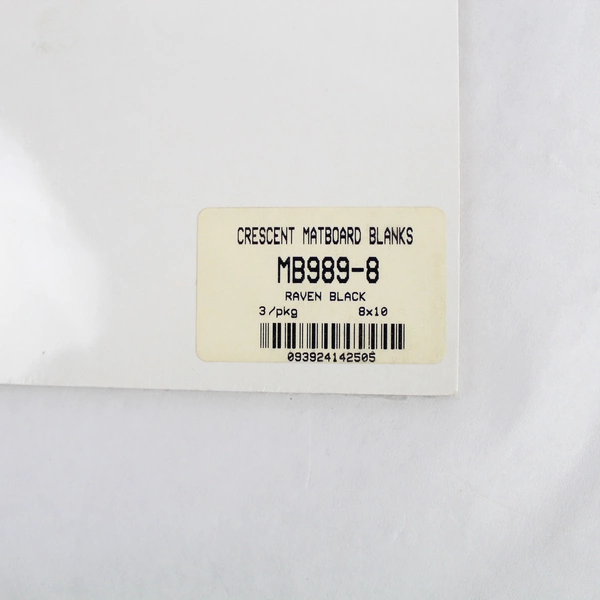 CRESCENT MATBOARD BLANKS
MB989-8
RAVEN BLACK
3/pkg 8x10
093924142505